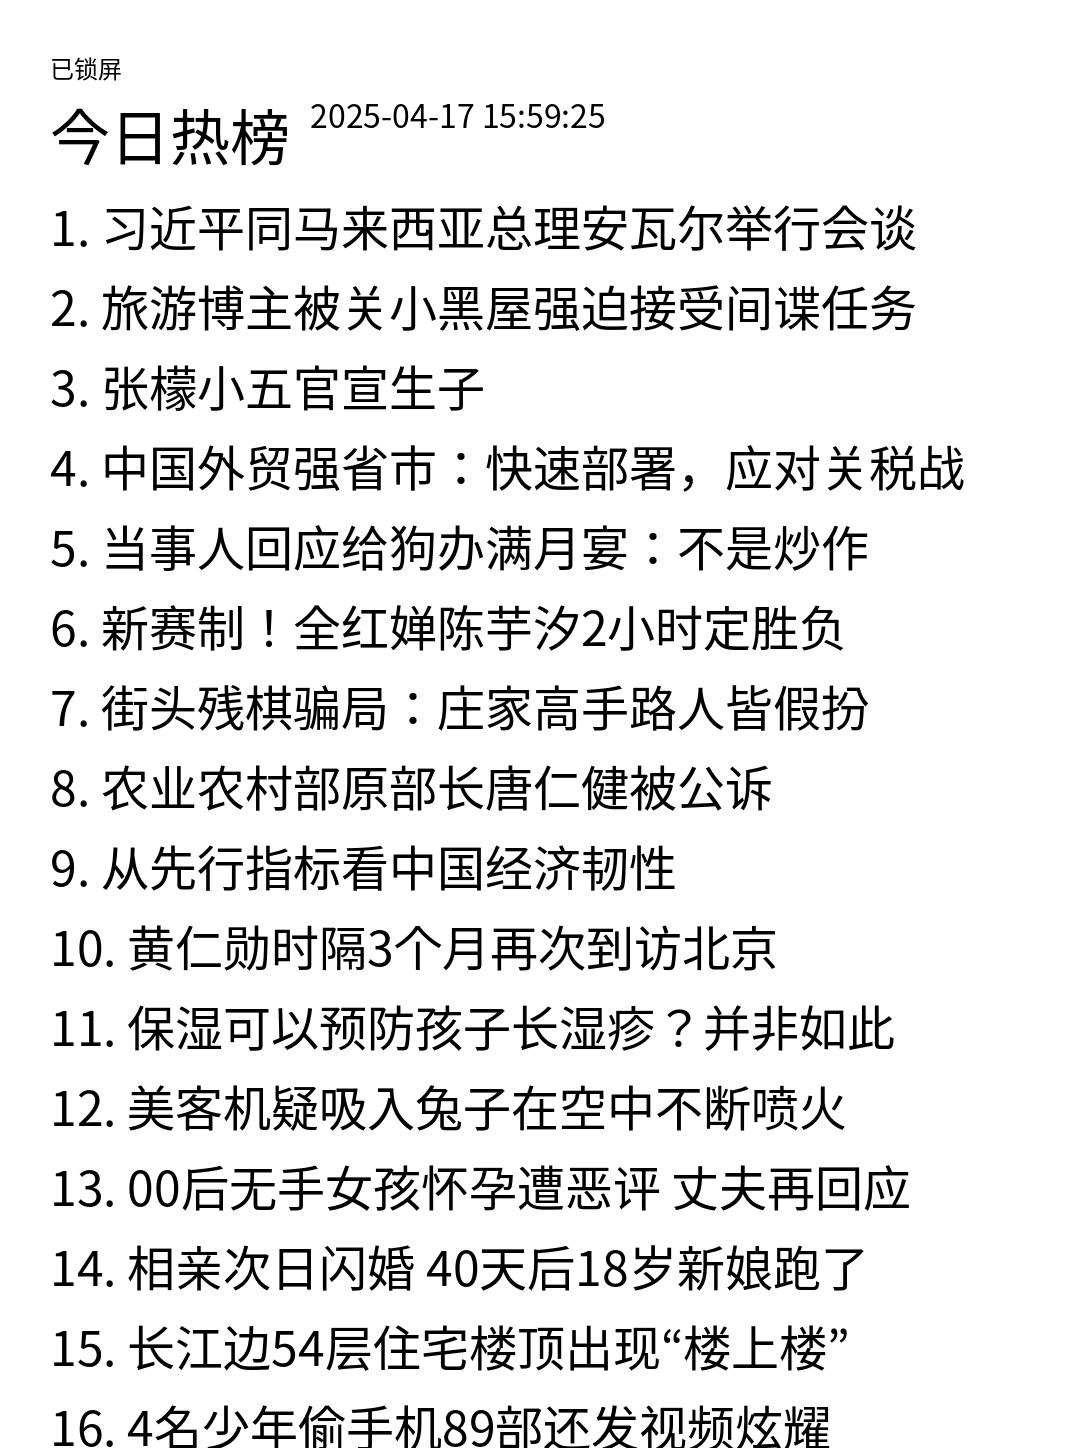 已锁屏
今日热榜 2025-04-17 15:59:25
1. 习近平同马来西亚总理安瓦尔举行会谈
2. 旅游博主被关小黑屋强迫接受间谍任务
3. 张檬小五官宣生子
4. 中国外贸强省市：快速部署，应对关税战
5. 当事人回应给狗办满月宴：不是炒作
6. 新赛制！全红婵陈芋汐2小时定胜负
7. 街头残棋骗局：庄家高手路人皆假扮
8. 农业农村部原部长唐仁健被公诉
9. 从先行指标看中国经济韧性
10. 黄仁勋时隔3个月再次到访北京
11. 保湿可以预防孩子长湿疹？并非如此
12. 美客机疑吸入兔子在空中不断喷火
13. 00后无手女孩怀孕遭恶评 丈夫再回应
14. 相亲次日闪婚 40天后18岁新娘跑了
15. 长江边54层住宅楼顶出现“楼上楼”
16. 4名少年偷手机89部还发视频炫耀